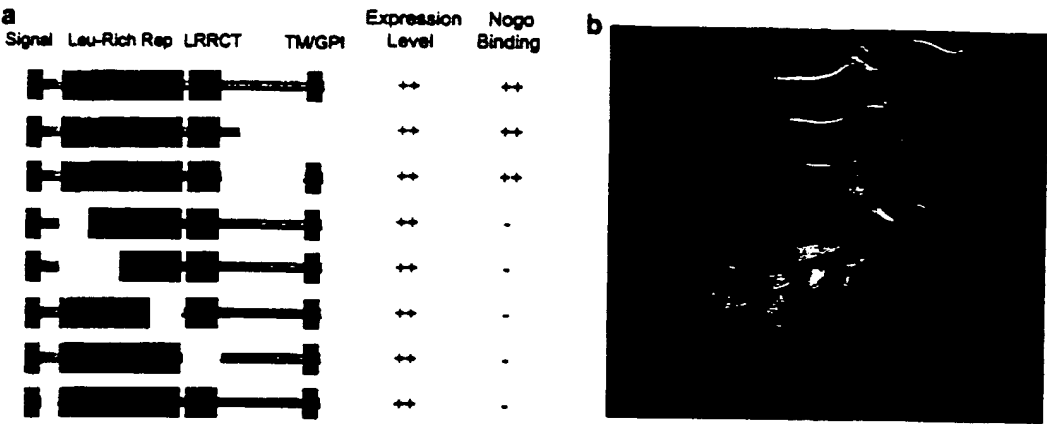 a
Expression Nogo
Signal Leu-Rich Rep LRRCT TM/GPI Level Binding
++ ++
++ ++
++ ++
++ -
++ -
++ -
++ -
++ -
b